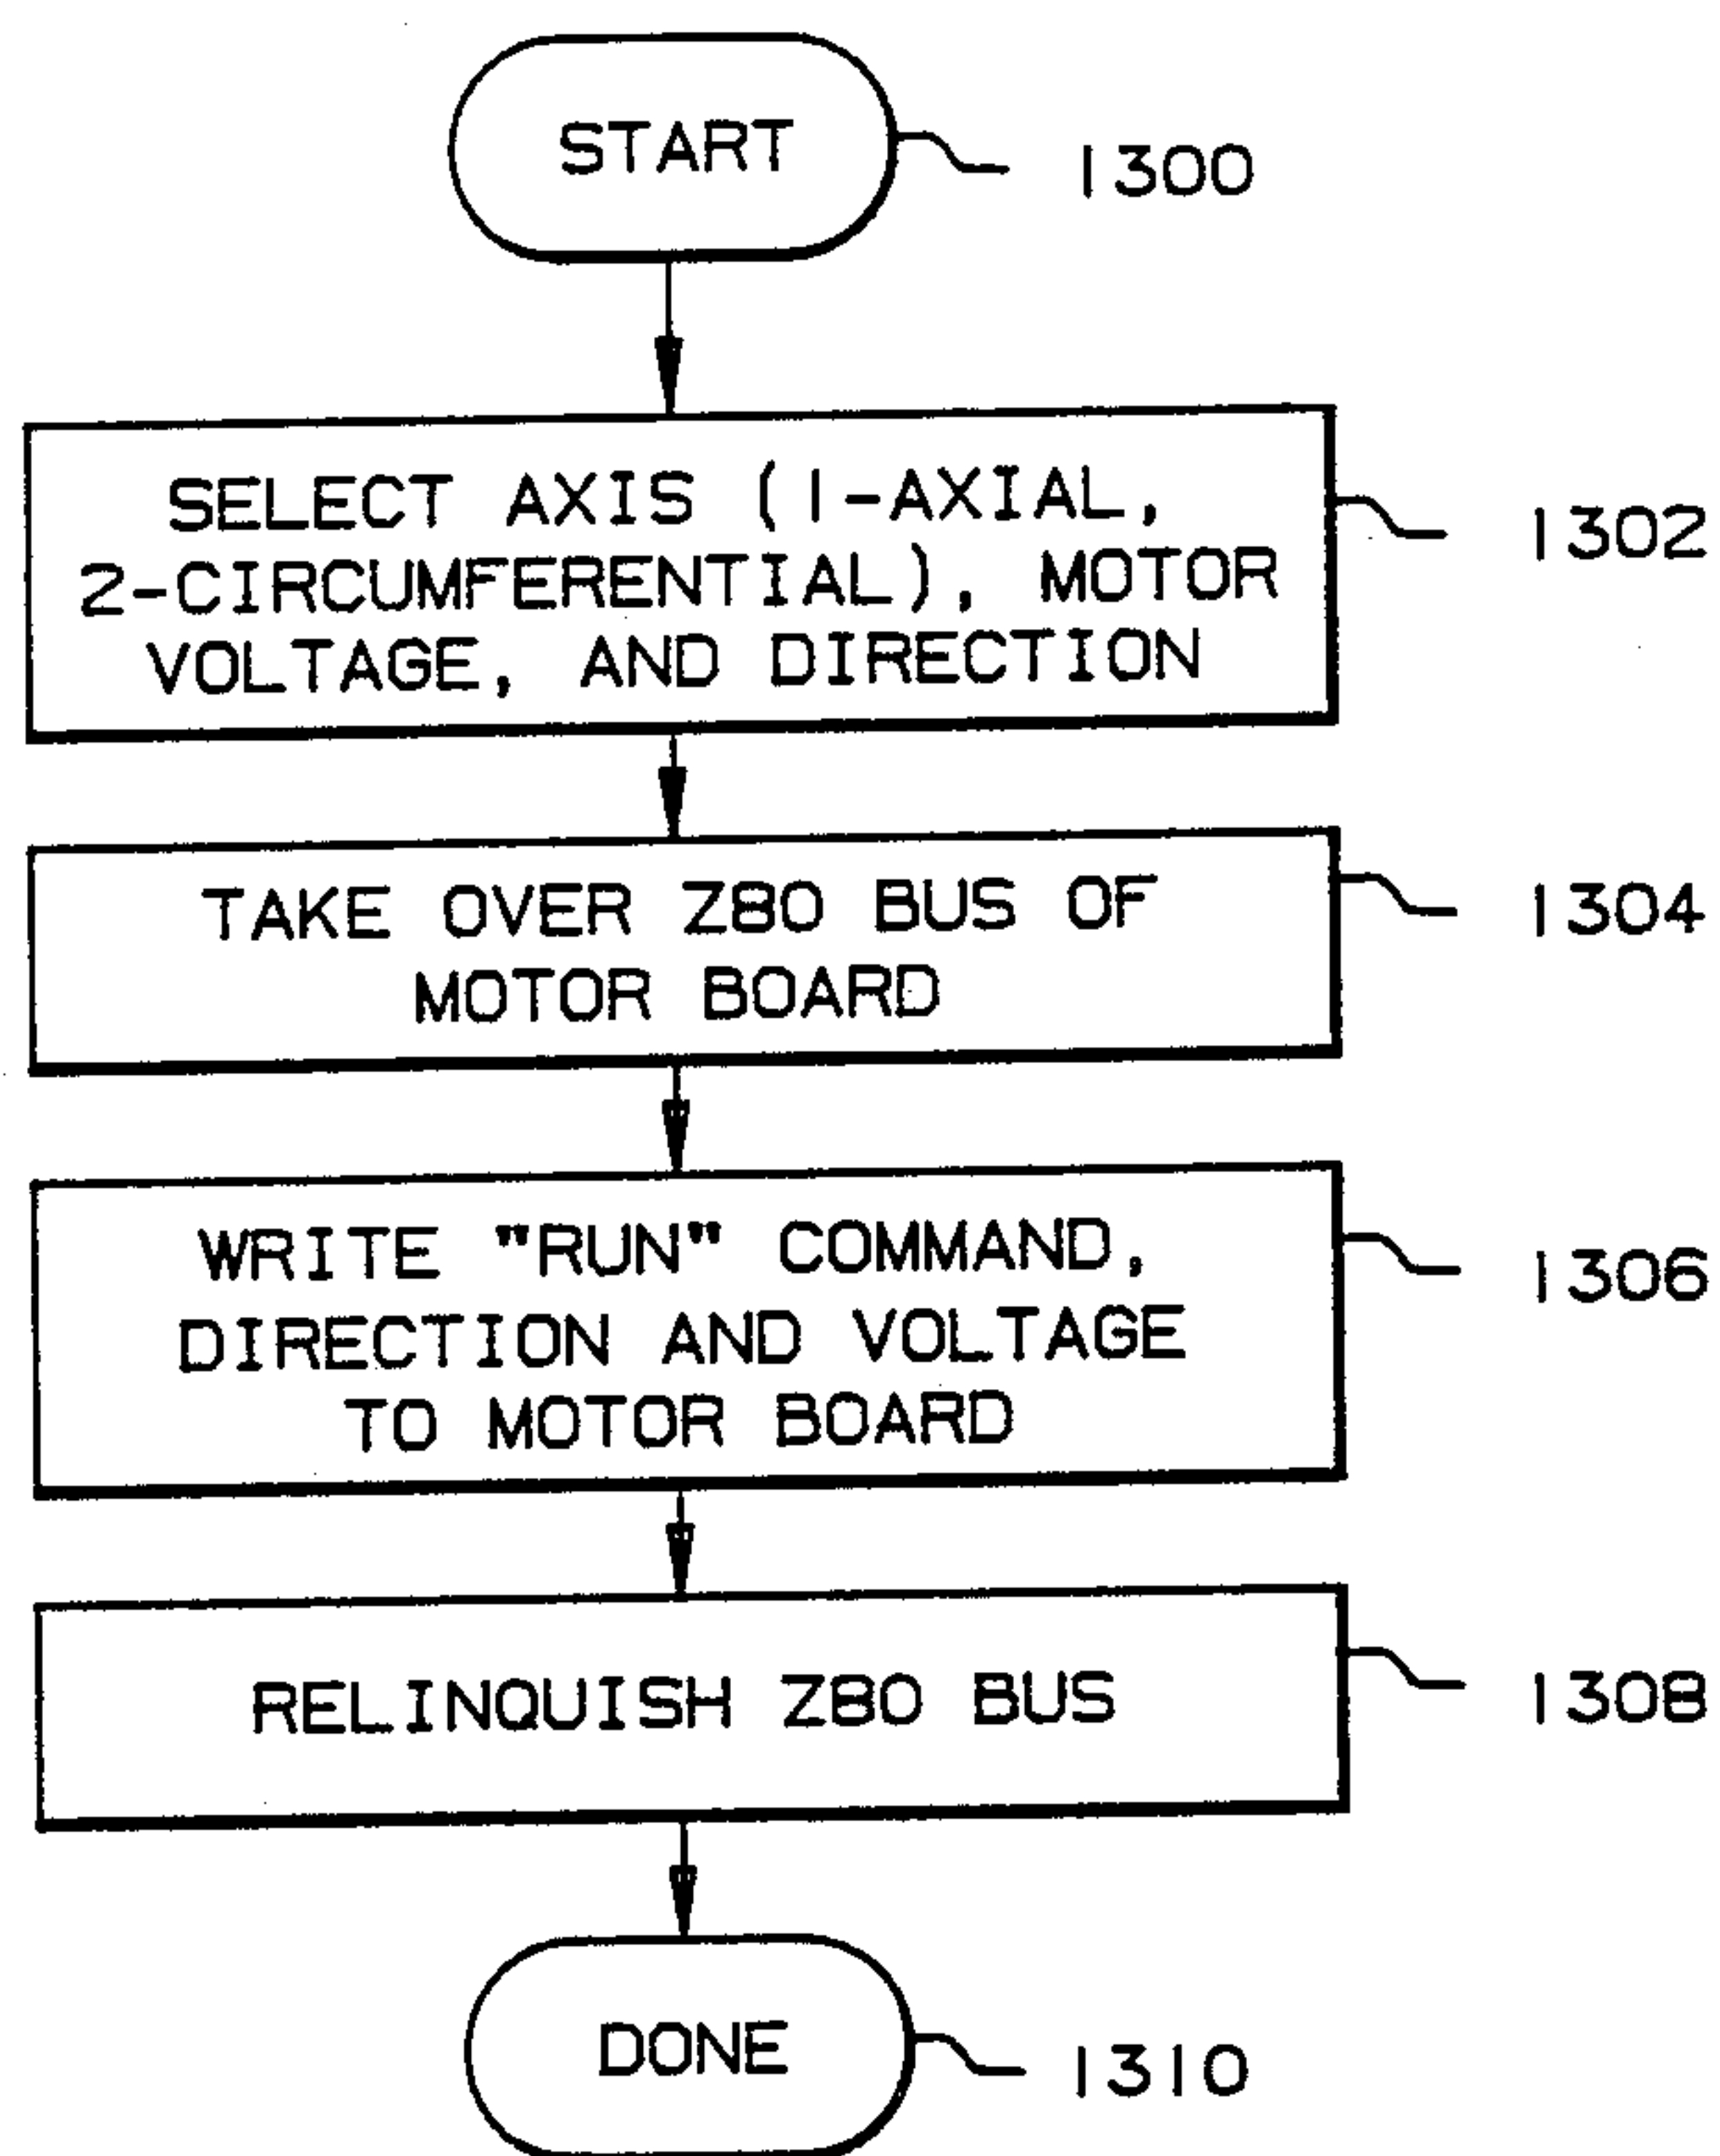 START
1300
SELECT AXIS (1-AXIAL,
2-CIRCUMFERENTIAL), MOTOR
VOLTAGE, AND DIRECTION
1302
TAKE OVER Z80 BUS OF
MOTOR BOARD
1304
WRITE "RUN" COMMAND,
DIRECTION AND VOLTAGE
TO MOTOR BOARD
1306
RELINQUISH Z80 BUS
1308
DONE
1310